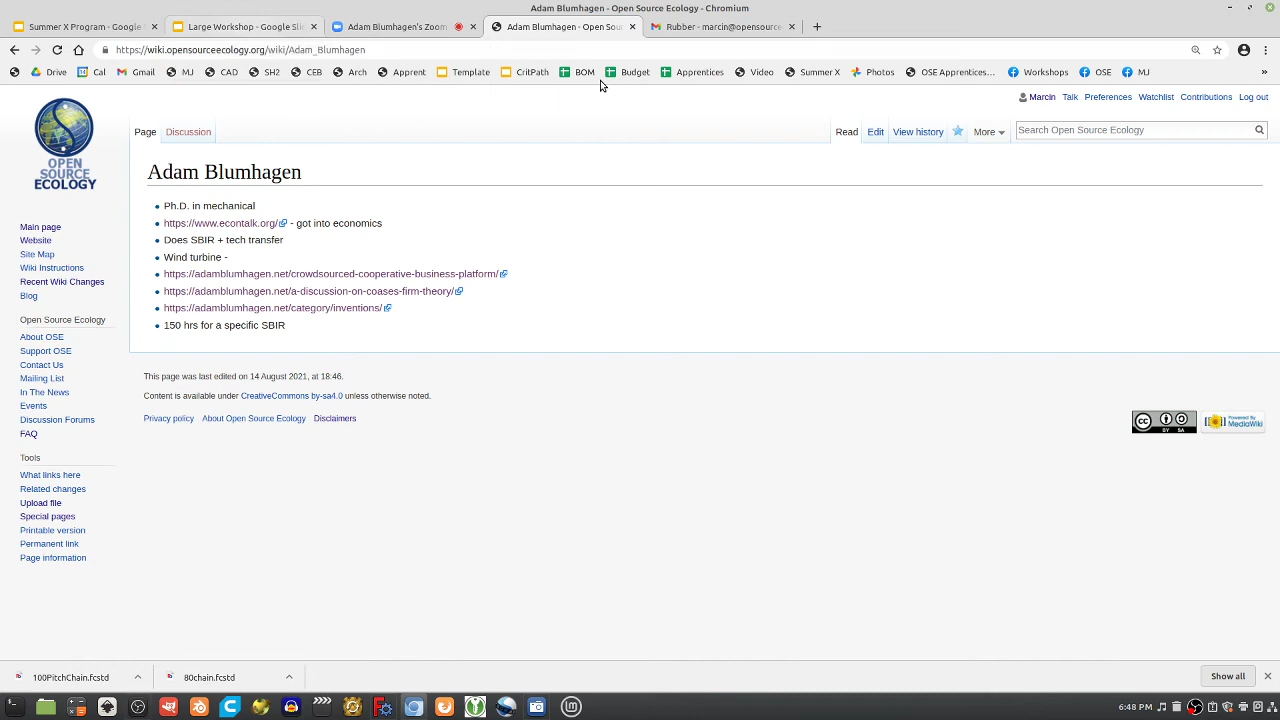 Adam Blumhagen - Open Source Ecology - Chromium
Summer X Program - Google
Large Workshop - Google Slid
Adam Blumhagen's Zoom
Adam Blumhagen - Open Sou
Rubber - marcin@opensource
https://wiki.opensourceecology.org/wiki/Adam_Blumhagen
Drive
Cal
Gmail
MJ
CAD
SH2
CEB
Arch
Apprent
Template
CritPath
BOM
Budget
Apprentices
Video
Summer X
Photos
OSE Apprentices...
Workshops
OSE
MJ
»
Marcin
Talk
Preferences
Watchlist
Contributions
Log out
Page
Discussion
Read
Edit
View history
More
Search Open Source Ecology
OPEN
SOURCE
ECOLOGY
Adam Blumhagen
Ph.D. in mechanical
https://www.econtalk.org/ - got into economics
Does SBIR + tech transfer
Wind turbine -
https://adamblumhagen.net/crowdsourced-cooperative-business-platform/
https://adamblumhagen.net/a-discussion-on-coases-firm-theory/
https://adamblumhagen.net/category/inventions/
150 hrs for a specific SBIR
Main page
Website
Site Map
Wiki Instructions
Recent Wiki Changes
Blog
Open Source Ecology
About OSE
Support OSE
Contact Us
Mailing List
In The News
Events
Discussion Forums
FAQ
Tools
What links here
Related changes
Upload file
Special pages
Printable version
Permanent link
Page information
This page was last edited on 14 August 2021, at 18:46.
Content is available under CreativeCommons by-sa4.0 unless otherwise noted.
Privacy policy
About Open Source Ecology
Disclaimers
CC
BY SA
Powered By
MediaWiki
100PitchChain.fcstd
80chain.fcstd
Show all
6:48 PM